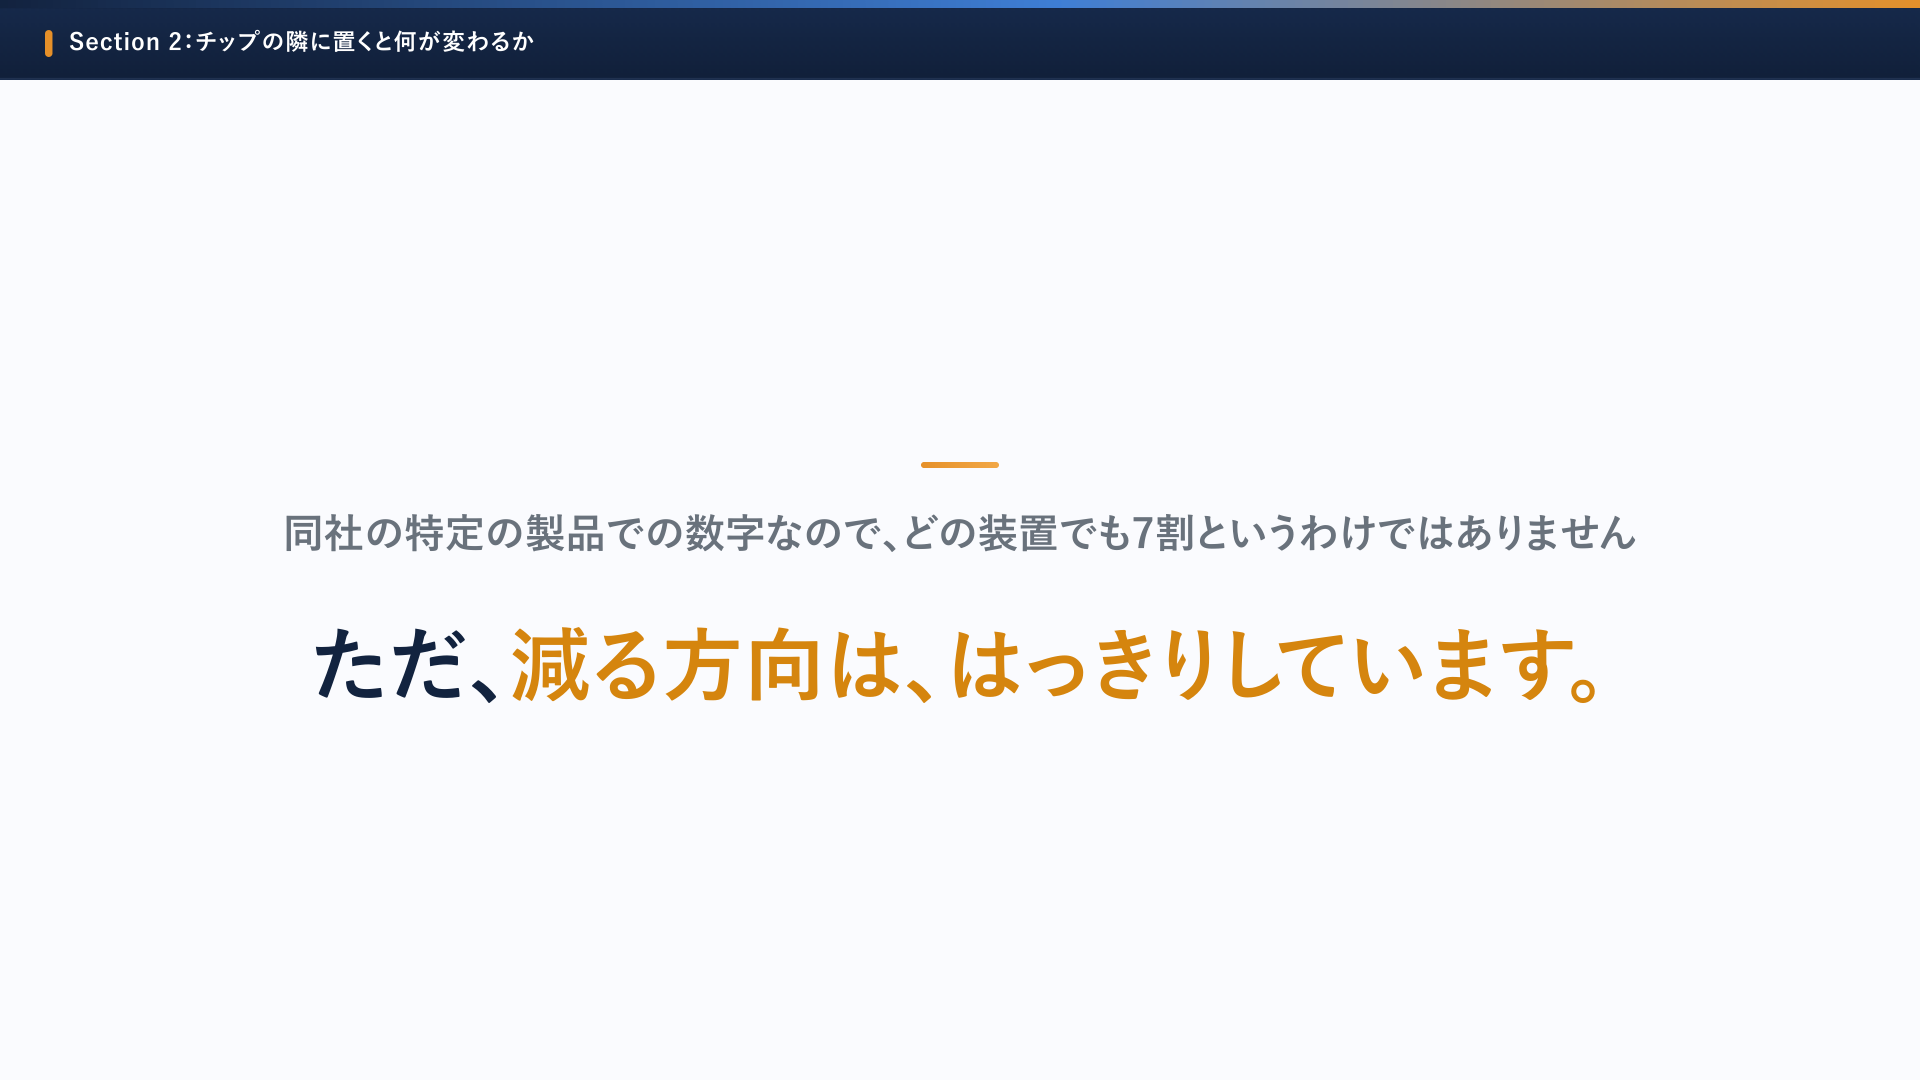 Section 2：チップの隣に置くと何が変わるか
同社の特定の製品での数字なので、どの装置でも7割というわけではありません
ただ、減る方向は、はっきりしています。